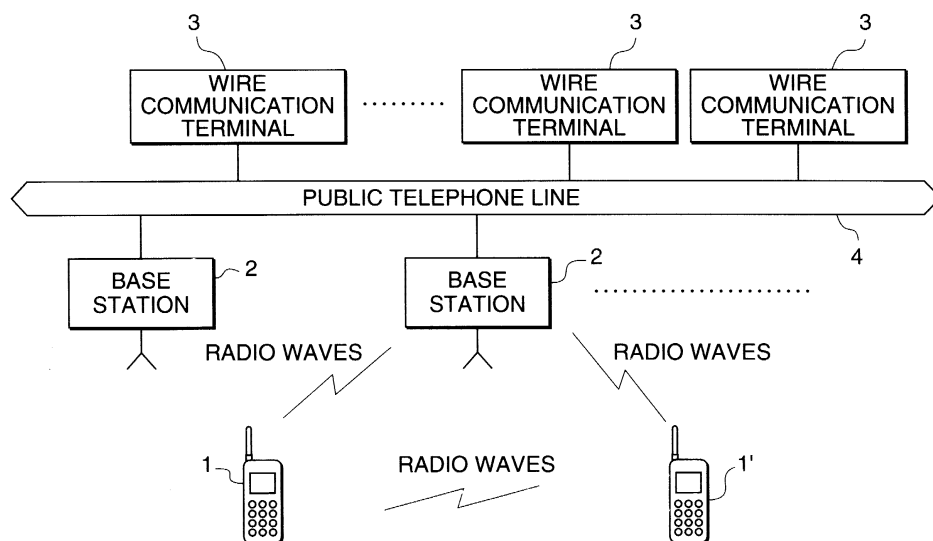 3
3
3
WIRE
COMMUNICATION
TERMINAL
WIRE
COMMUNICATION
TERMINAL
WIRE
COMMUNICATION
TERMINAL
PUBLIC TELEPHONE LINE
4
BASE
STATION
2
BASE
STATION
2
RADIO WAVES
RADIO WAVES
1
RADIO WAVES
1'